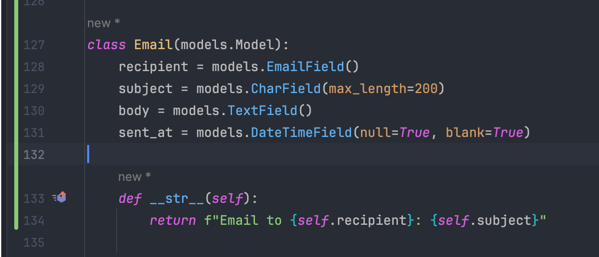 126
new *
127 class Email(models.Model):
128     recipient = models.EmailField()
129     subject = models.CharField(max_length=200)
130     body = models.TextField()
131     sent_at = models.DateTimeField(null=True, blank=True)
132
new *
133     def __str__(self):
134         return f"Email to {self.recipient}: {self.subject}"
135